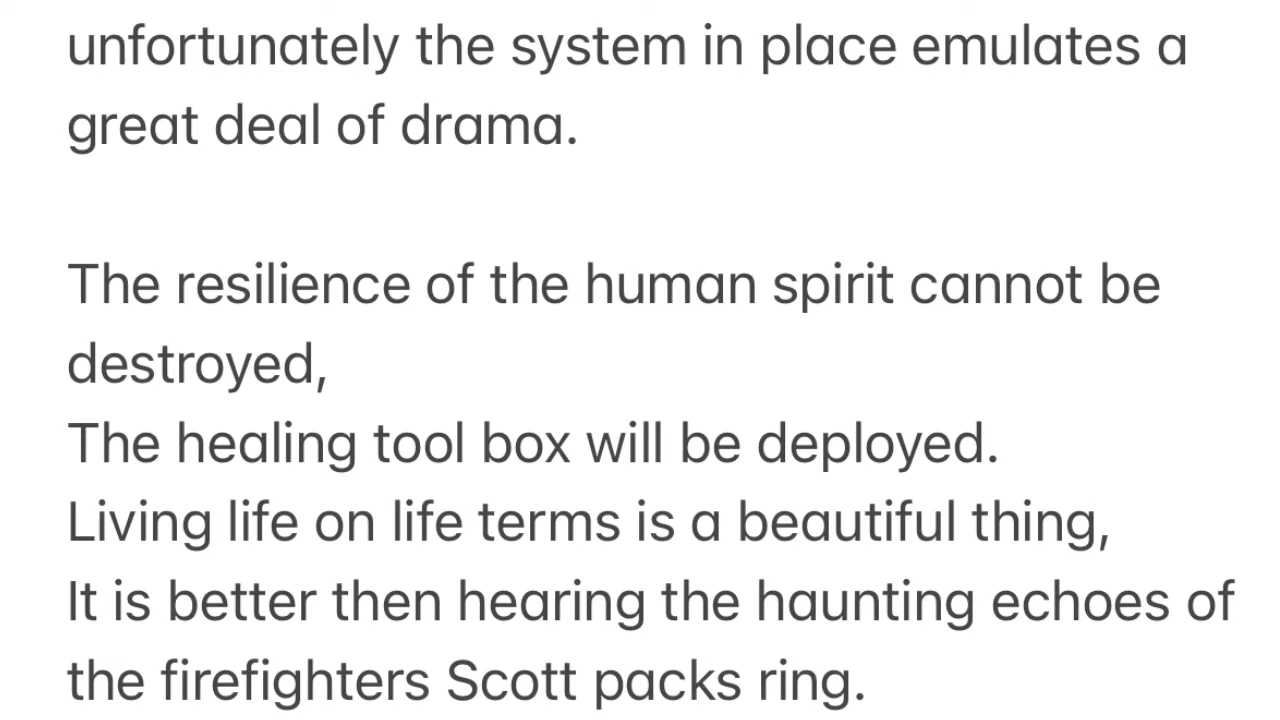 unfortunately the system in place emulates a
great deal of drama.
The resilience of the human spirit cannot be
destroyed,
The healing tool box will be deployed.
Living life on life terms is a beautiful thing,
It is better then hearing the haunting echoes of
the firefighters Scott packs ring.